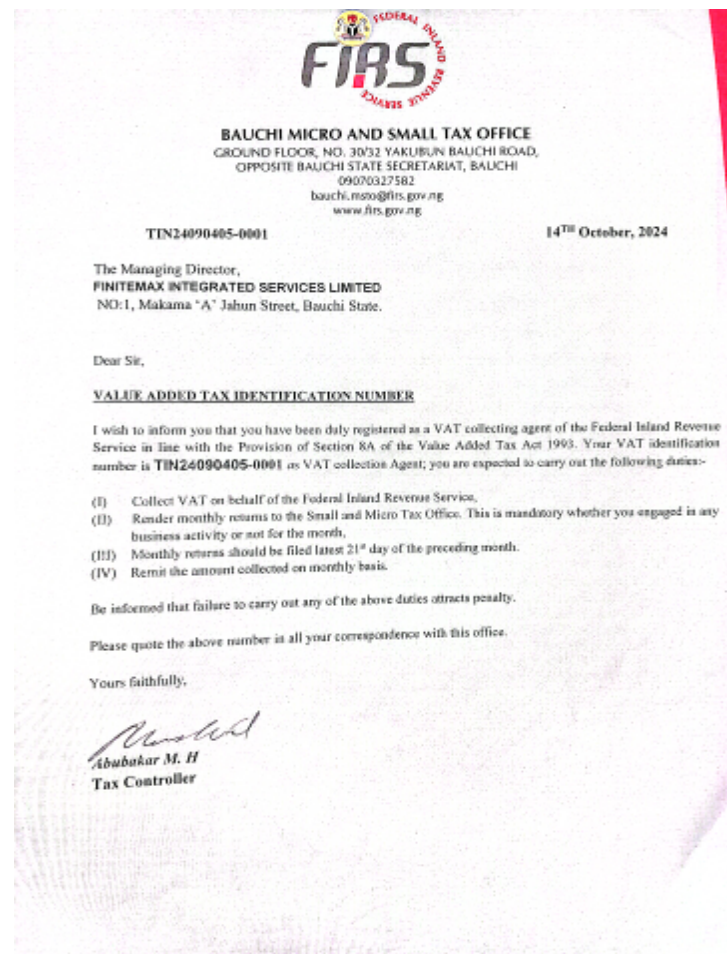 FEDERAL INLAND REVENUE SERVICE
FIRS
BAUCHI MICRO AND SMALL TAX OFFICE
GROUND FLOOR, NO. 30/32 YAKUBUN BAUCHI ROAD,
OPPOSITE BAUCHI STATE SECRETARIAT, BAUCHI
09070327582
bauchi.msto@firs.gov.ng
www.firs.gov.ng
TIN24090405-0001 14TH October, 2024
The Managing Director,
FINITEMAX INTEGRATED SERVICES LIMITED
NO:1, Makama "A" Jahun Street, Bauchi State.
Dear Sir,
VALUE ADDED TAX IDENTIFICATION NUMBER
I wish to inform you that you have been duly registered as a VAT collecting agent of the Federal Inland Revenue
Service in line with the Provision of Section 8A of the Value Added Tax Act 1993. Your VAT identification
number is TIN24090405-0001 as VAT collection Agent; you are expected to carry out the following duties:-
(I) Collect VAT on behalf of the Federal Inland Revenue Service,
(II) Render monthly returns to the Small and Micro Tax Office. This is mandatory whether you engaged in any
business activity or not for the month,
(III) Monthly returns should be filed latest 21st day of the preceding month.
(IV) Remit the amount collected on monthly basis.
Be informed that failure to carry out any of the above duties attracts penalty.
Please quote the above number in all your correspondence with this office.
Yours faithfully,
Abubakar M. H
Tax Controller